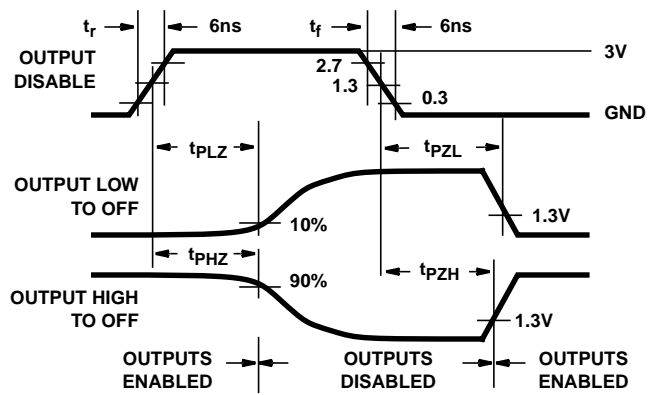 tr 6ns tf 6ns
OUTPUT
DISABLE
3V
2.7
1.3
0.3
GND
tPLZ tPZL
OUTPUT LOW
TO OFF
10%
1.3V
tPHZ tPZH
90%
OUTPUT HIGH
TO OFF
1.3V
OUTPUTS
ENABLED
OUTPUTS
DISABLED
OUTPUTS
ENABLED